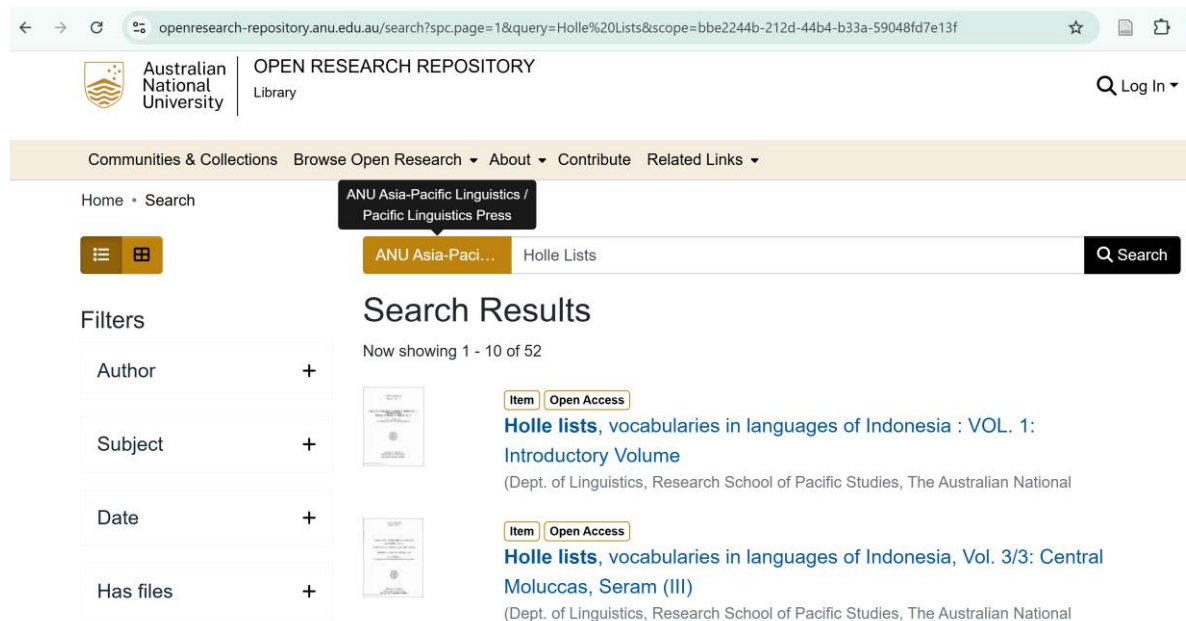 openresearch-repository.anu.edu.au/search?spc.page=1&query=Holle%20Lists&scope=bbe2244b-212d-44b4-b33a-59048fd7e13f
Australian
National
University
OPEN RESEARCH REPOSITORY
Library
Log In
Communities & Collections Browse Open Research About Contribute Related Links
Home • Search
ANU Asia-Pacific Linguistics /
Pacific Linguistics Press
ANU Asia-Paci... Holle Lists Search
Filters
Search Results
Now showing 1 - 10 of 52
Author +
Subject +
Date +
Has files +
Item Open Access
Holle lists, vocabularies in languages of Indonesia : VOL. 1:
Introductory Volume
(Dept. of Linguistics, Research School of Pacific Studies, The Australian National
Item Open Access
Holle lists, vocabularies in languages of Indonesia, Vol. 3/3: Central
Moluccas, Seram (III)
(Dept. of Linguistics, Research School of Pacific Studies, The Australian National